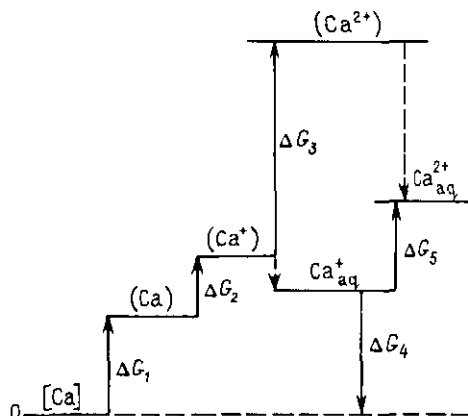 (Ca²⁺)
ΔG₃
Ca²⁺aq
(Ca⁺)
Ca⁺aq
ΔG₅
(Ca)
ΔG₂
ΔG₄
ΔG₁
0 [Ca]